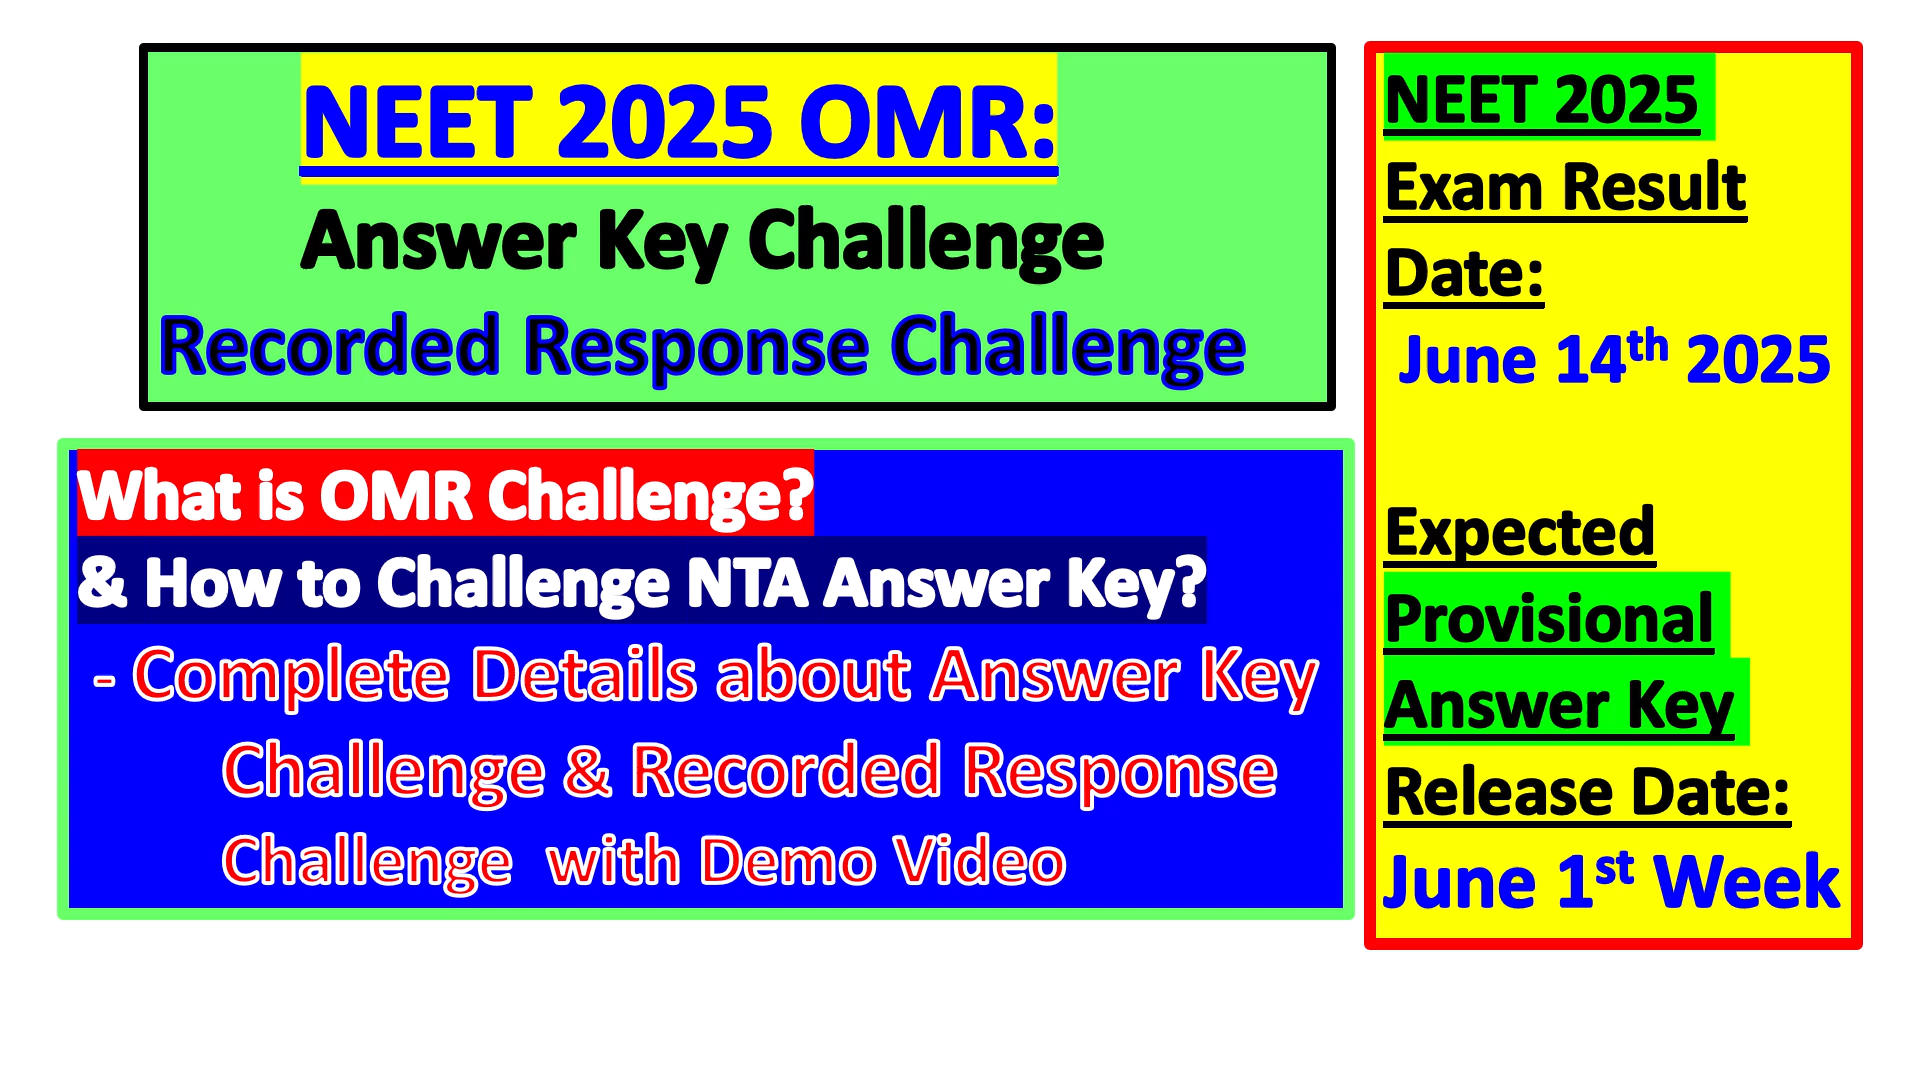 NEET 2025 OMR:
Answer Key Challenge
Recorded Response Challenge
What is OMR Challenge?
& How to Challenge NTA Answer Key?
- Complete Details about Answer Key
Challenge & Recorded Response
Challenge with Demo Video
NEET 2025
Exam Result
Date:
June 14th 2025
Expected
Provisional
Answer Key
Release Date:
June 1st Week